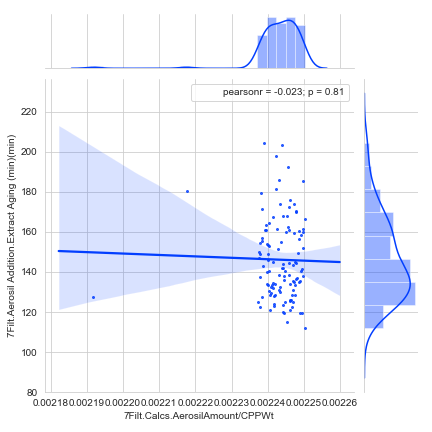 pearsonr = -0.023; p = 0.81
220
200
180
160
140
120
100
80
7Filt.Aerosil Addition.Extract Aging (min)(min)
0.00218 0.00219 0.00220 0.00221 0.00222 0.00223 0.00224 0.00225 0.00226
7Filt.Calcs.AerosilAmount/CPPWt